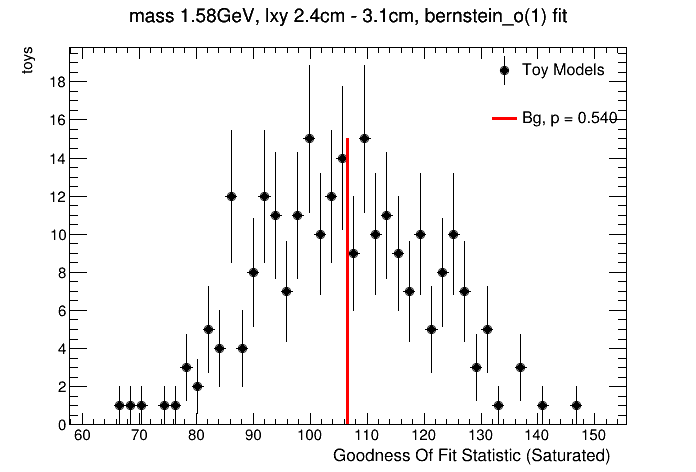 mass 1.58GeV, lxy 2.4cm - 3.1cm, bernstein_o(1) fit
toys
Toy Models
Bg, p = 0.540
18
16
14
12
10
8
6
4
2
0
60 70 80 90 100 110 120 130 140 150
Goodness Of Fit Statistic (Saturated)